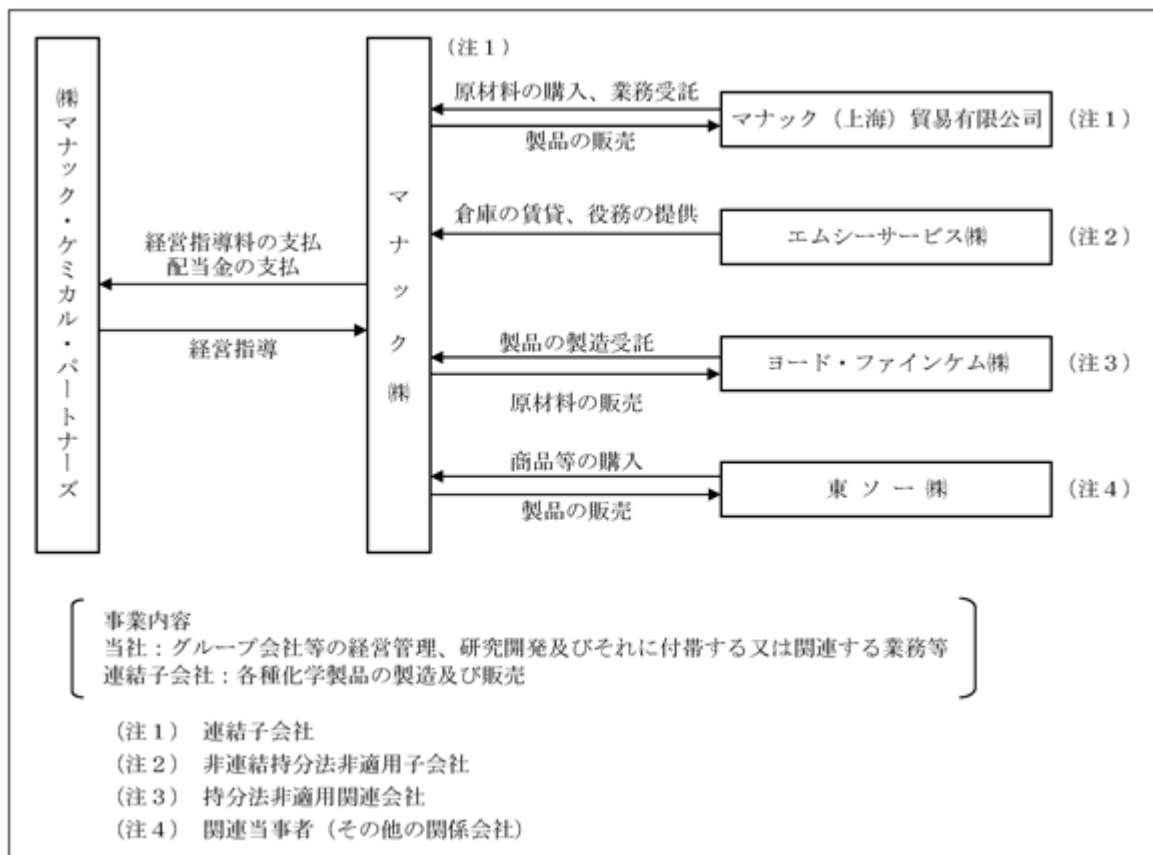 ㈱マナック・ケミカル・パートナーズ
経営指導料の支払
配当金の支払
経営指導
(注1)
マナック㈱
原材料の購入、業務受託
製品の販売
マナック(上海)貿易有限公司
(注1)
倉庫の賃貸、役務の提供
エムシーサービス㈱
(注2)
製品の製造受託
原材料の販売
ヨード・ファインケム㈱
(注3)
商品等の購入
製品の販売
東ソー㈱
(注4)
事業内容
当社:グループ会社等の経営管理、研究開発及びそれに付帯する又は関連する業務等
連結子会社:各種化学製品の製造及び販売
(注1) 連結子会社
(注2) 非連結持分法非適用子会社
(注3) 持分法非適用関連会社
(注4) 関連当事者(その他の関係会社)